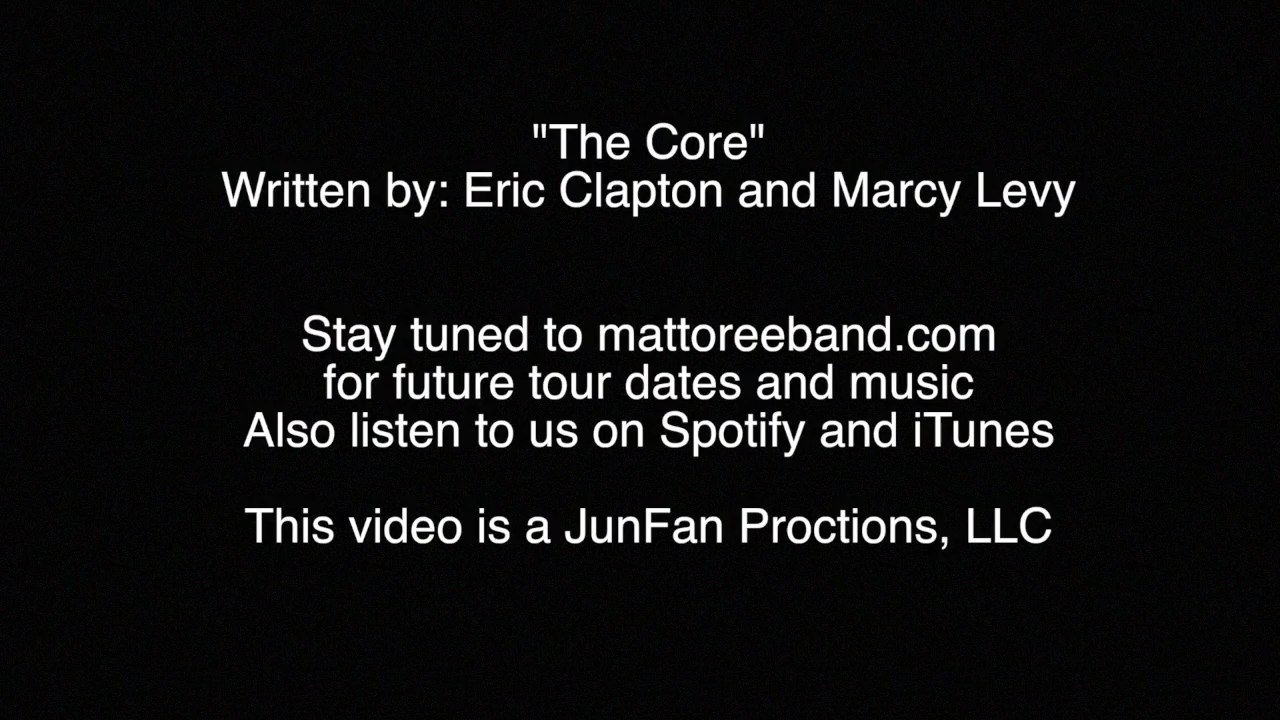 "The Core"
Written by: Eric Clapton and Marcy Levy
Stay tuned to mattoreeband.com
for future tour dates and music
Also listen to us on Spotify and iTunes
This video is a JunFan Proctions, LLC